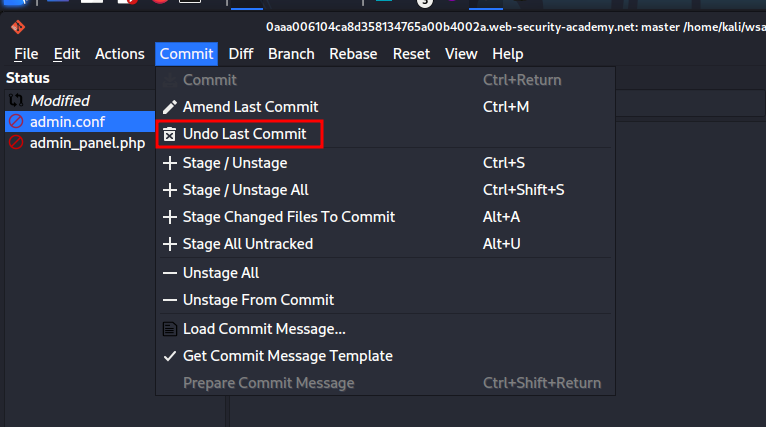 3
0aaa006104ca8d358134765a00b4002a.web-security-academy.net: master /home/kali/wsa
File Edit Actions Commit Diff Branch Rebase Reset View Help
Status
Modified
admin.conf
admin_panel.php
Commit Ctrl+Return
Amend Last Commit Ctrl+M
Undo Last Commit
Stage / Unstage Ctrl+S
Stage / Unstage All Ctrl+Shift+S
Stage Changed Files To Commit Alt+A
Stage All Untracked Alt+U
Unstage All
Unstage From Commit
Load Commit Message...
Get Commit Message Template
Prepare Commit Message Ctrl+Shift+Return